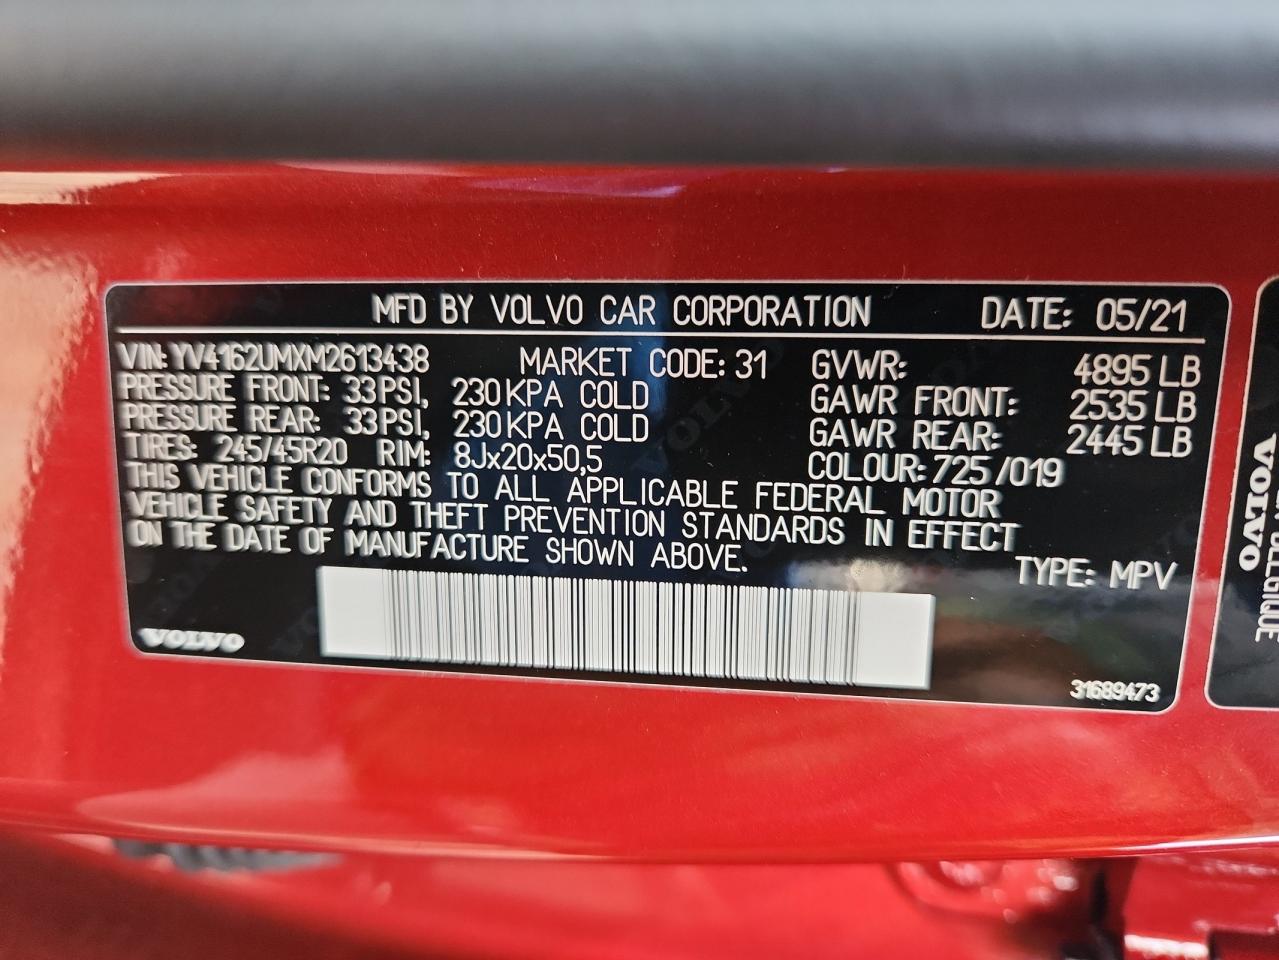 MFD BY VOLVO CAR CORPORATION DATE: 05/21
VIN: YV4162UMXM2613438 MARKET CODE: 31 GVWR: 4895 LB
PRESSURE FRONT: 33 PSI, 230 KPA COLD GAWR FRONT: 2535 LB
PRESSURE REAR: 33 PSI, 230 KPA COLD GAWR REAR: 2445 LB
TIRES: 245/45R20 RIM: 8Jx20x50,5 COLOUR: 725/019
THIS VEHICLE CONFORMS TO ALL APPLICABLE FEDERAL MOTOR
VEHICLE SAFETY AND THEFT PREVENTION STANDARDS IN EFFECT
ON THE DATE OF MANUFACTURE SHOWN ABOVE.
TYPE: MPV
VOLVO
31689473
VOLVO
BELGIQUE